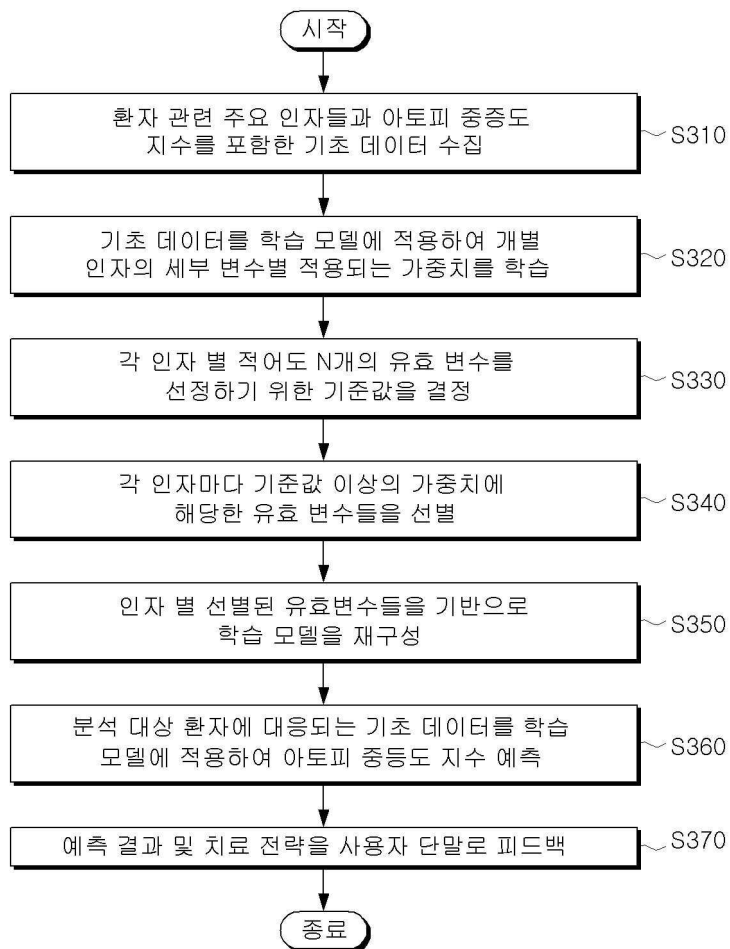 시작
환자 관련 주요 인자들과 아토피 중증도
지수를 포함한 기초 데이터 수집
S310
기초 데이터를 학습 모델에 적용하여 개별
인자의 세부 변수별 적용되는 가중치를 학습
S320
각 인자 별 적어도 N개의 유효 변수를
선정하기 위한 기준값을 결정
S330
각 인자마다 기준값 이상의 가중치에
해당한 유효 변수들을 선별
S340
인자 별 선별된 유효변수들을 기반으로
학습 모델을 재구성
S350
분석 대상 환자에 대응되는 기초 데이터를 학습
모델에 적용하여 아토피 중등도 지수 예측
S360
예측 결과 및 치료 전략을 사용자 단말로 피드백
S370
종료